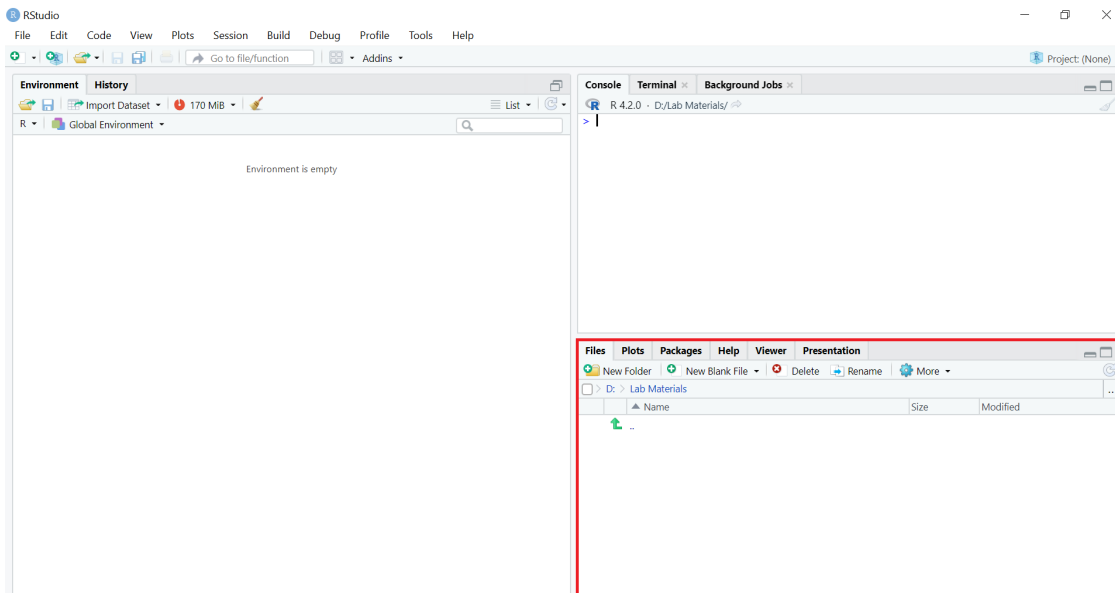 RStudio
File Edit Code View Plots Session Build Debug Profile Tools Help
Go to file/function Addins Project: (None)
Environment History
Import Dataset 170 MiB List
R Global Environment
Environment is empty
Console Terminal Background Jobs
R 4.2.0 · D:/Lab Materials/
>
Files Plots Packages Help Viewer Presentation
New Folder New Blank File Delete Rename More
D: > Lab Materials ..
Name Size Modified
..